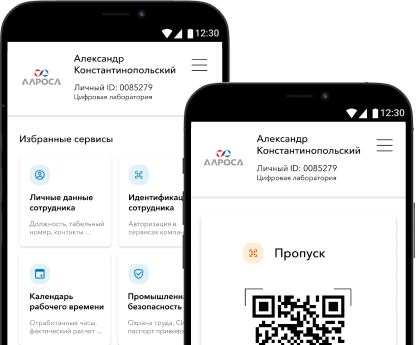 12:30
Александр
Константинопольский
АЛРОСА
Личный ID: 0085279
Цифровая лаборатория
Избранные сервисы
Личные данные
сотрудника
Должность, табельный
номер, контакты ...
Идентификац
сотрудника
Авторизация в
сервисах компан
Календарь
рабочего времени
Отработанные часы,
фактический расчет ...
Промышленна
безопасность
Охрана труда, СИ
паспорт прививо
12:30
Александр
Константинопольский
АЛРОСА
Личный ID: 0085279
Цифровая лаборатория
Пропуск